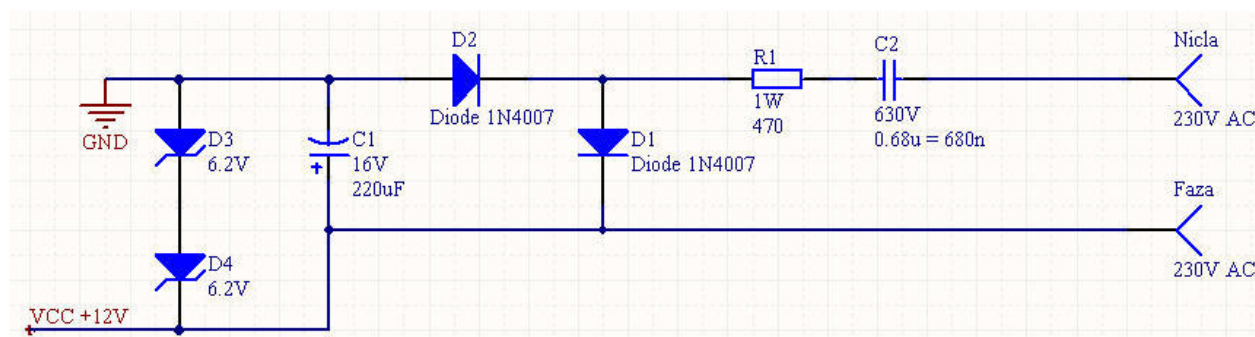 D2
Diode 1N4007
R1
1W
470
C2
630V
0.68u = 680n
Nicla
230V AC
GND
D3
6.2V
C1
16V
+
220uF
D1
Diode 1N4007
Faza
230V AC
D4
6.2V
VCC +12V